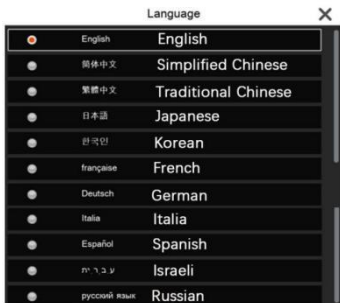 Language
English English
简体中文 Simplified Chinese
繁體中文 Traditional Chinese
日本語 Japanese
한국인 Korean
française French
Deutsch German
Italia Italia
Español Spanish
ע ב ר ית Israeli
русский язык Russian